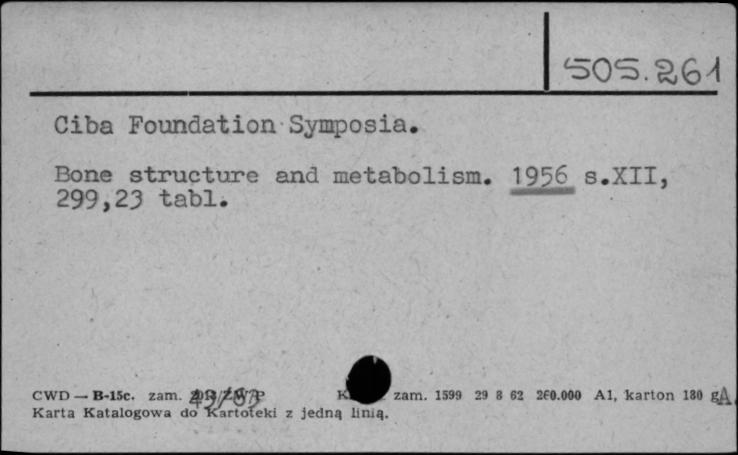 505.261
Ciba Foundation Symposia.
Bone structure and metabolism. 1956 s.XII,
299,23 tabl.
CWD — B-15c. zam. zam. 1599 29 8 62 260.000 A1, karton 180 g A.
Karta Katalogowa do Kartoteki z jedną linią.